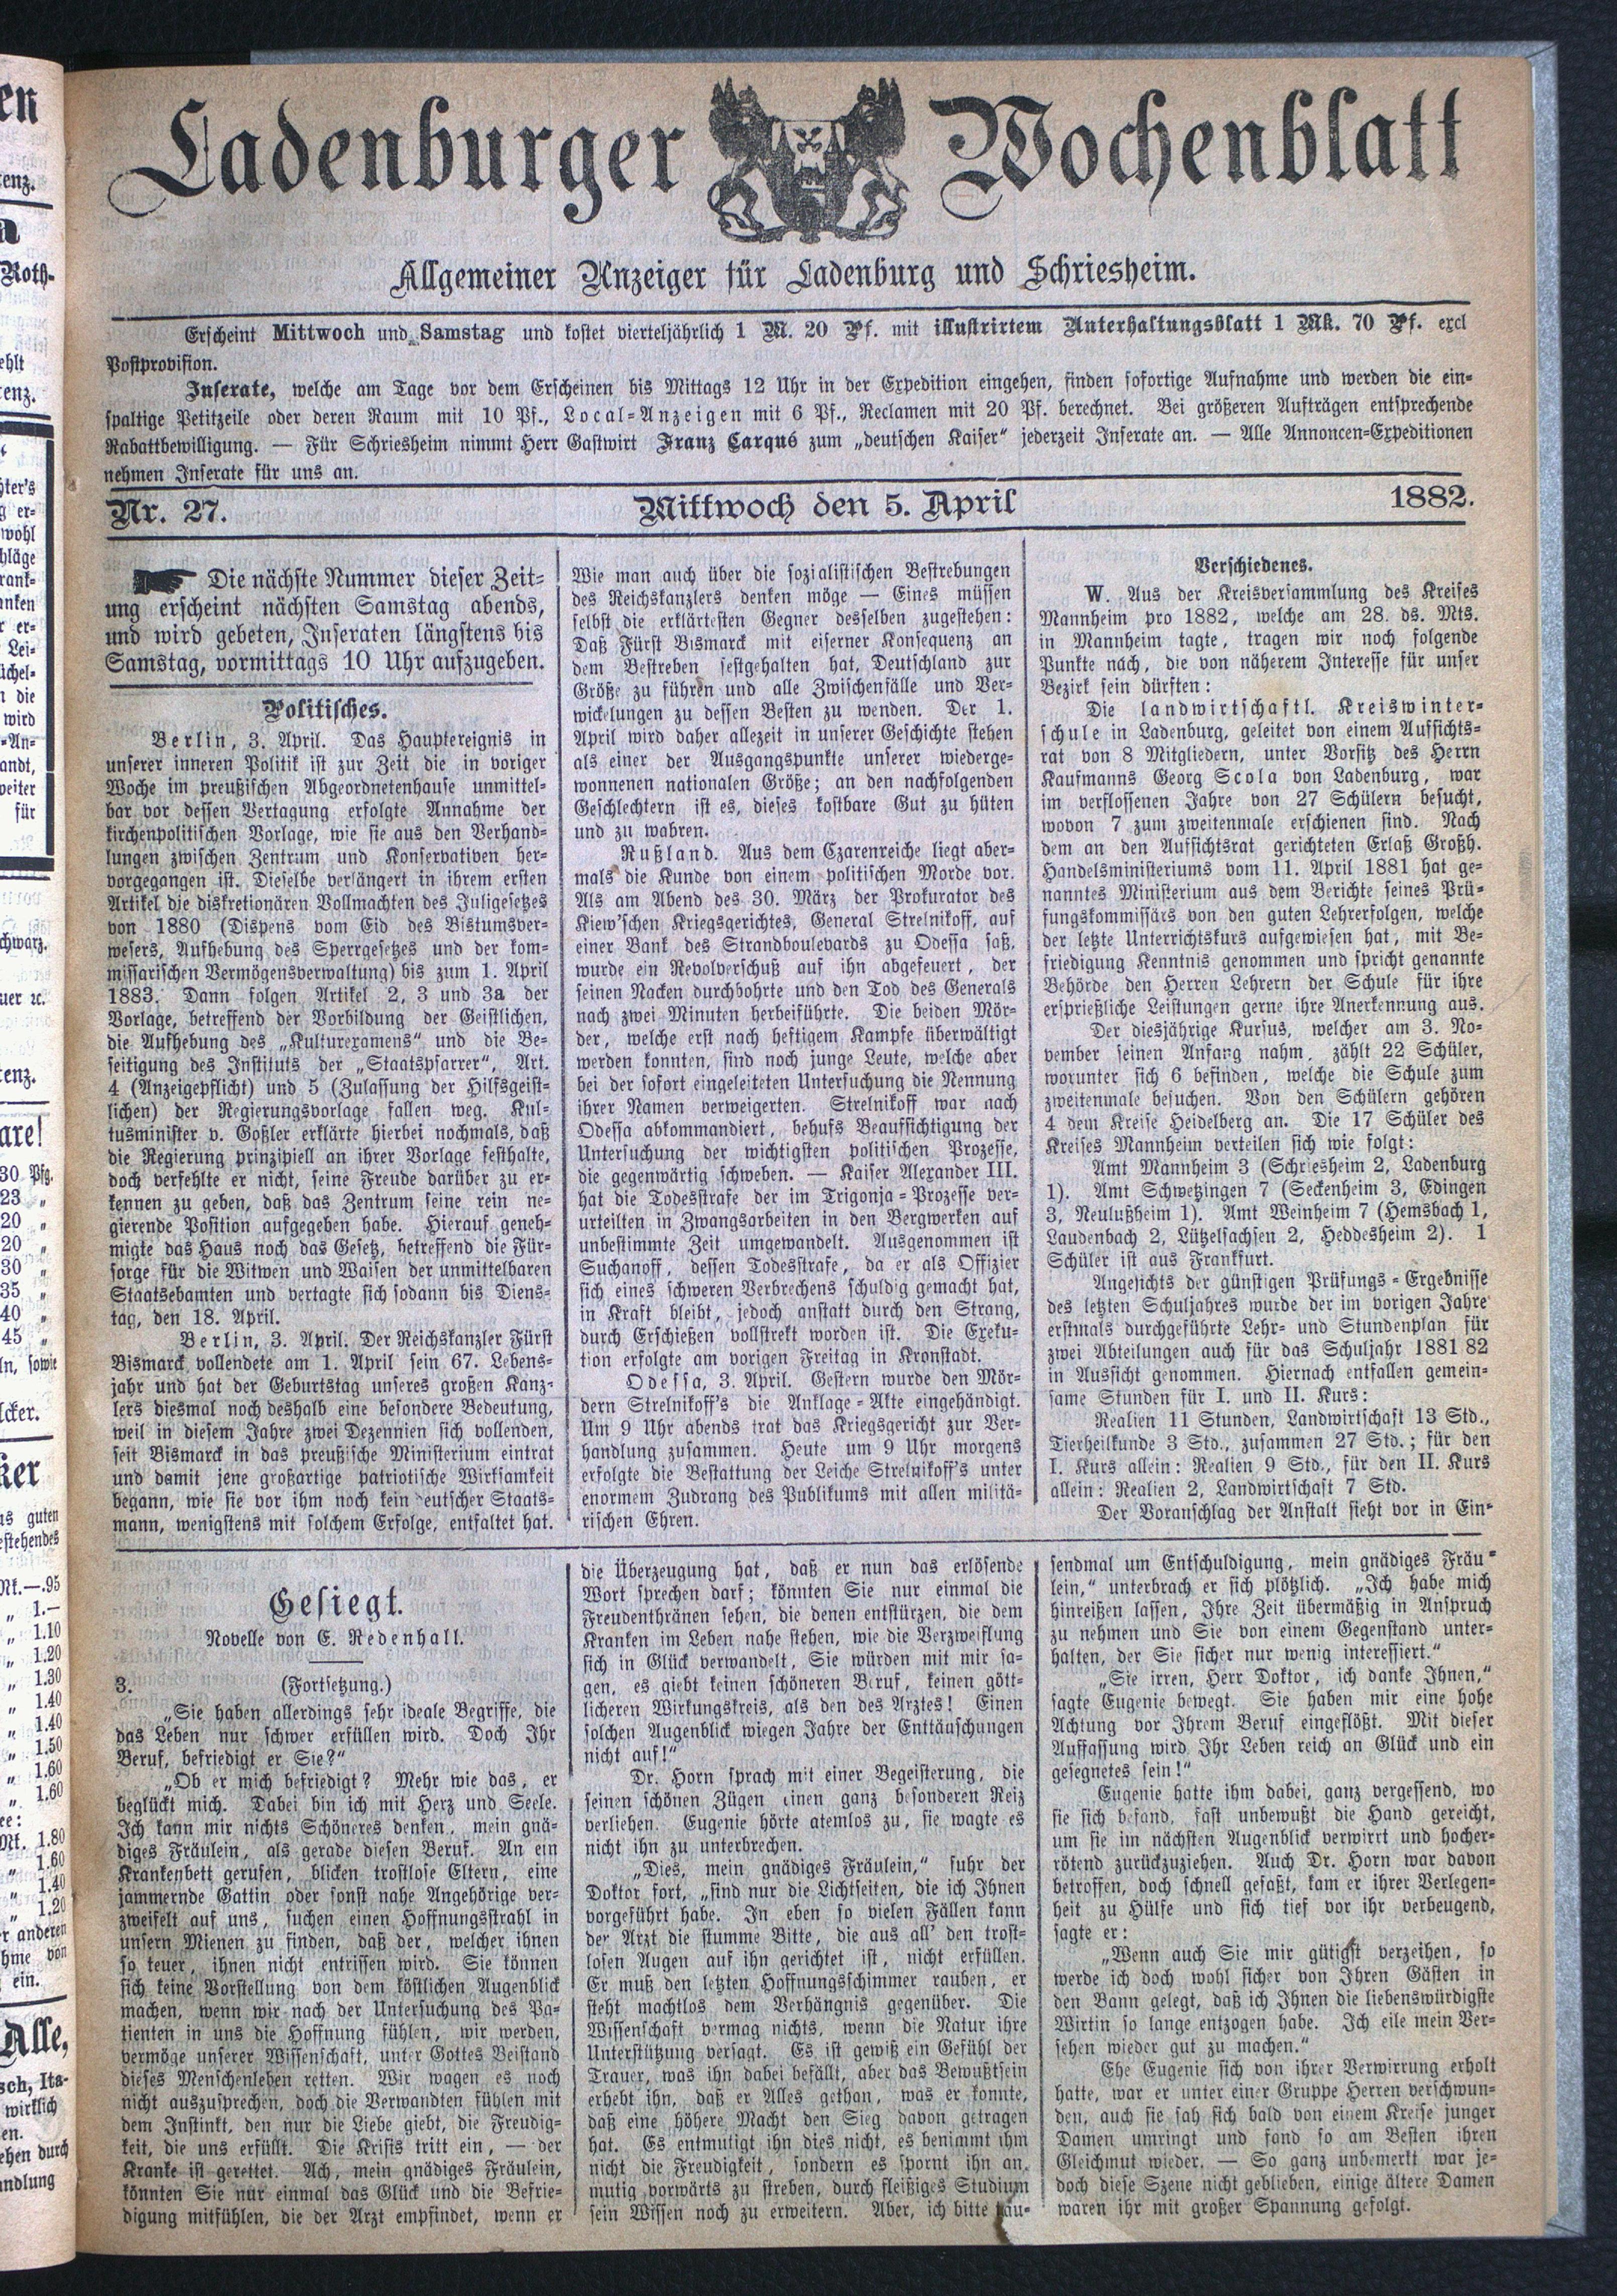 Ladenburger Wochenblatt
Allgemeiner Anzeiger für Ladenburg und Schriesheim.
Erscheint Mittwoch und Samstag und kostet vierteljährlich 1 M. 20 Pf. mit illustrirtem Unterhaltungsblatt 1 Mk. 70 Pf. excl
Postprovision.
Inserate, welche am Tage vor dem Erscheinen bis Mittags 12 Uhr in der Expedition eingehen, finden sofortige Aufnahme und werden die ein-
spaltige Petitzeile oder deren Raum mit 10 Pf., Local-Anzeigen mit 6 Pf., Reclamen mit 20 Pf. berechnet. Bei größeren Aufträgen entsprechende
Rabattbewilligung. — Für Schriesheim nimmt Herr Gastwirt Franz Carqué zum „deutschen Kaiser“ jederzeit Inserate an. — Alle Annoncen-Expeditionen
nehmen Inserate für uns an.
Nr. 27. Mittwoch den 5. April 1882.
Die nächste Nummer dieser Zeit-
ung erscheint nächsten Samstag abends,
und wird gebeten, Inseraten längstens bis
Samstag, vormittags 10 Uhr aufzugeben.
Politisches.
Berlin, 3. April. Das Hauptereignis in
unserer inneren Politik ist zur Zeit die in voriger
Woche im preußischen Abgeordnetenhause unmittel-
bar vor dessen Vertagung erfolgte Annahme der
kirchenpolitischen Vorlage, wie sie aus den Verhand-
lungen zwischen Zentrum und Konservativen her-
vorgegangen ist. Dieselbe verlängert in ihrem ersten
Artikel die diskretionären Vollmachten des Juligesetzes
von 1880 (Dispens vom Eid des Bistumsver-
wesers, Aufhebung des Sperrgesetzes und der kom-
missarischen Vermögensverwaltung) bis zum 1. April
1883. Dann folgen Artikel 2, 3 und 3a der
Vorlage, betreffend der Vorbildung der Geistlichen,
die Aufhebung des „Kulturexamens“ und die Be-
seitigung des Instituts der „Staatspfarrer“, Art.
4 (Anzeigepflicht) und 5 (Zulassung der Hilfsgeist-
lichen) der Regierungsvorlage fallen weg. Kul-
tusminister v. Goßler erklärte hierbei nochmals, daß
die Regierung prinzipiell an ihrer Vorlage festhalte,
doch verfehlte er nicht, seine Freude darüber zu er-
kennen zu geben, daß das Zentrum seine rein ne-
gierende Position aufgegeben habe. Hierauf geneh-
migte das Haus noch das Gesetz, betreffend die Für-
sorge für die Witwen und Waisen der unmittelbaren
Staatsebamten und vertagte sich sodann bis Diens-
tag, den 18. April.
Berlin, 3. April. Der Reichskanzler Fürst
Bismarck vollendete am 1. April sein 67. Lebens-
jahr und hat der Geburtstag unseres großen Kanz-
lers diesmal noch deshalb eine besondere Bedeutung,
weil in diesem Jahre zwei Dezennien sich vollenden,
seit Bismarck in das preußische Ministerium eintrat
und damit jene großartige patriotische Wirksamkeit
begann, wie sie vor ihm noch kein deutscher Staats-
mann, wenigstens mit solchem Erfolge, entfaltet hat.
Wie man auch über die sozialistischen Bestrebungen
des Reichskanzlers denken möge — Eines müssen
selbst die erklärtesten Gegner desselben zugestehen:
Daß Fürst Bismarck mit eiserner Konsequenz an
dem Bestreben festgehalten hat, Deutschland zur
Größe zu führen und alle Zwischenfälle und Ver-
wickelungen zu dessen Besten zu wenden. Der 1.
April wird daher allezeit in unserer Geschichte stehen
als einer der Ausgangspunkte unserer wiederge-
wonnenen nationalen Größe; an den nachfolgenden
Geschlechtern ist es, dieses kostbare Gut zu hüten
und zu wahren.
Rußland. Aus dem Czarenreiche liegt aber-
mals die Kunde von einem politischen Morde vor.
Als am Abend des 30. März der Prokurator des
Kiew'schen Kriegsgerichtes, General Strelnikoff, auf
einer Bank des Strandboulevards zu Odessa saß,
wurde ein Revolverschuß auf ihn abgefeuert, der
seinen Nacken durchbohrte und den Tod des Generals
nach zwei Minuten herbeiführte. Die beiden Mör-
der, welche erst nach heftigem Kampfe überwältigt
werden konnten, sind noch junge Leute, welche aber
bei der sofort eingeleiteten Untersuchung die Nennung
ihrer Namen verweigerten. Strelnikoff war nach
Odessa abkommandiert, behufs Beaufsichtigung der
Untersuchung der wichtigsten politischen Prozesse,
die gegenwärtig schweben. — Kaiser Alexander III.
hat die Todesstrafe der im Trigonja-Prozesse ver-
urteilten in Zwangsarbeiten in den Bergwerken auf
unbestimmte Zeit umgewandelt. Ausgenommen ist
Suchanoff, dessen Todesstrafe, da er als Offizier
sich eines schweren Verbrechens schuldig gemacht hat,
in Kraft bleibt, jedoch anstatt durch den Strang,
durch Erschießen vollstrekt worden ist. Die Exeku-
tion erfolgte am vorigen Freitag in Kronstadt.
Odessa, 3. April. Gestern wurde den Mör-
dern Strelnikoff's die Anklage-Akte eingehändigt.
Um 9 Uhr abends trat das Kriegsgericht zur Ver-
handlung zusammen. Heute um 9 Uhr morgens
erfolgte die Bestattung der Leiche Strelnikoff's unter
enormem Zudrang des Publikums mit allen militä-
rischen Ehren.
Verschiedenes.
W. Aus der Kreisversammlung des Kreises
Mannheim pro 1882, welche am 28. ds. Mts.
in Mannheim tagte, tragen wir noch folgende
Punkte nach, die von näherem Interesse für unser
Bezirk sein dürften:
Die landwirtschaftl. Kreiswinter-
schule in Ladenburg, geleitet von einem Aufsichts-
rat von 8 Mitgliedern, unter Vorsitz des Herrn
Kaufmanns Georg Scola von Ladenburg, war
im verflossenen Jahre von 27 Schülern besucht,
wovon 7 zum zweitenmale erschienen sind. Nach
dem an den Aufsichtsrat gerichteten Erlaß Großh.
Handelsministeriums vom 11. April 1881 hat ge-
nanntes Ministerium aus dem Berichte seines Prü-
fungskommissärs von den guten Lehrerfolgen, welche
der letzte Unterrichtskurs aufgewiesen hat, mit Be-
friedigung Kenntnis genommen und spricht genannte
Behörde den Herren Lehrern der Schule für ihre
ersprießliche Leistungen gerne ihre Anerkennung aus.
Der diesjährige Kursus, welcher am 3. No-
vember seinen Anfang nahm, zählt 22 Schüler,
worunter sich 6 befinden, welche die Schule zum
zweitenmale besuchen. Von den Schülern gehören
4 dem Kreise Heidelberg an. Die 17 Schüler des
Kreises Mannheim verteilen sich wie folgt:
Amt Mannheim 3 (Schriesheim 2, Ladenburg
1). Amt Schwetzingen 7 (Seckenheim 3, Edingen
3, Neulußheim 1). Amt Weinheim 7 (Hemsbach 1,
Laudenbach 2, Lützelsachsen 2, Heddesheim 2). 1
Schüler ist aus Frankfurt.
Angesichts der günstigen Prüfungs-Ergebnisse
des letzten Schuljahres wurde der im vorigen Jahre
erstmals durchgeführte Lehr- und Stundenplan für
zwei Abteilungen auch für das Schuljahr 1881 82
in Aussicht genommen. Hiernach entfallen gemein-
same Stunden für I. und II. Kurs:
Realien 11 Stunden, Landwirtschaft 13 Std.,
Tierheilkunde 3 Std., zusammen 27 Std.; für den
I. Kurs allein: Realien 9 Std., für den II. Kurs
allein: Realien 2, Landwirtschaft 7 Std.
Der Voranschlag der Anstalt sieht vor in Ein-
Gesiegt.
Novelle von E. Redenhall.
3. (Fortsetzung.)
„Sie haben allerdings sehr ideale Begriffe, die
das Leben nur schwer erfüllen wird. Doch Ihr
Beruf, befriedigt er Sie?“
„Ob er mich befriedigt? Mehr wie das, er
beglückt mich. Dabei bin ich mit Herz und Seele.
Ich kann mir nichts Schöneres denken, mein gnä-
diges Fräulein, als gerade diesen Beruf. An ein
Krankenbett gerufen, blicken trostlose Eltern, eine
jammernde Gattin oder sonst nahe Angehörige ver-
zweifelt auf uns, suchen einen Hoffnungsstrahl in
unsern Mienen zu finden, daß der, welcher ihnen
so teuer, ihnen nicht entrissen wird. Sie können
sich keine Vorstellung von dem köstlichen Augenblick
machen, wenn wir nach der Untersuchung des Pa-
tienten in uns die Hoffnung fühlen, wir werden,
vermöge unserer Wissenschaft, unter Gottes Beistand
dieses Menschenleben retten. Wir wagen es noch
nicht auszusprechen, doch die Verwandten fühlen mit
dem Instinkt, den nur die Liebe giebt, die Freudig-
keit, die uns erfüllt. Die Krisis tritt ein, — der
Kranke ist gerettet. Ach, mein gnädiges Fräulein,
könnten Sie nur einmal das Glück und die Befrie-
digung mitfühlen, die der Arzt empfindet, wenn er
die Überzeugung hat, daß er nun das erlösende
Wort sprechen darf; könnten Sie nur einmal die
Freudenthränen sehen, die denen entstürzen, die dem
Kranken im Leben nahe stehen, wie die Verzweiflung
sich in Glück verwandelt, Sie würden mit mir sa-
gen, es giebt keinen schöneren Beruf, keinen gött-
licheren Wirkungskreis, als den des Arztes! Einen
solchen Augenblick wiegen Jahre der Enttäuschungen
nicht auf!“
Dr. Horn sprach mit einer Begeisterung, die
seinen schönen Zügen einen ganz besonderen Reiz
verliehen. Eugenie hörte atemlos zu, sie wagte es
nicht ihn zu unterbrechen.
„Dies, mein gnädiges Fräulein,“ fuhr der
Doktor fort, „sind nur die Lichtseiten, die ich Ihnen
vorgeführt habe. In eben so vielen Fällen kann
der Arzt die stumme Bitte, die aus all' den trost-
losen Augen auf ihn gerichtet ist, nicht erfüllen.
Er muß den letzten Hoffnungsschimmer rauben, er
steht machtlos dem Verhängnis gegenüber. Die
Wissenschaft vermag nichts, wenn die Natur ihre
Unterstützung versagt. Es ist gewiß ein Gefühl der
Trauer, was ihn dabei befällt, aber das Bewußtsein
erhebt ihn, daß er Alles gethan, was er konnte,
daß eine höhere Macht den Sieg davon getragen
hat. Es entmutigt ihn dies nicht, es benimmt ihm
nicht die Freudigkeit, sondern es spornt ihn an,
mutig vorwärts zu streben, durch fleißiges Studium
sein Wissen noch zu erweitern. Aber, ich bitte tau-
sendmal um Entschuldigung, mein gnädiges Fräu-
lein,“ unterbrach er sich plötzlich. „Ich habe mich
hinreißen lassen, Ihre Zeit übermäßig in Anspruch
zu nehmen und Sie von einem Gegenstand unter-
halten, der Sie sicher nur wenig interessiert.“
„Sie irren, Herr Doktor, ich danke Ihnen,“
sagte Eugenie bewegt. Sie haben mir eine hohe
Achtung vor Ihrem Beruf eingeflößt. Mit dieser
Auffassung wird Ihr Leben reich an Glück und ein
gesegnetes sein!“
Eugenie hatte ihm dabei, ganz vergessend, wo
sie sich befand, fast unbewußt die Hand gereicht,
um sie im nächsten Augenblick verwirrt und hocher-
rötend zurückzuziehen. Auch Dr. Horn war davon
betroffen, doch schnell gefaßt, kam er ihrer Verlegen-
heit zu Hülfe und sich tief vor ihr verbeugend,
sagte er:
„Wenn auch Sie mir gütigst verzeihen, so
werde ich doch wohl sicher von Ihren Gästen in
den Bann gelegt, daß ich Ihnen die liebenswürdigste
Wirtin so lange entzogen habe. Ich eile mein Ver-
sehen wieder gut zu machen.“
Ehe Eugenie sich von ihrer Verwirrung erholt
hatte, war er unter einer Gruppe Herren verschwun-
den, auch sie sah sich bald von einem Kreise junger
Damen umringt und fand so am Besten ihren
Gleichmut wieder. — So ganz unbemerkt war je-
doch diese Szene nicht geblieben, einige ältere Damen
waren ihr mit großer Spannung gefolgt.